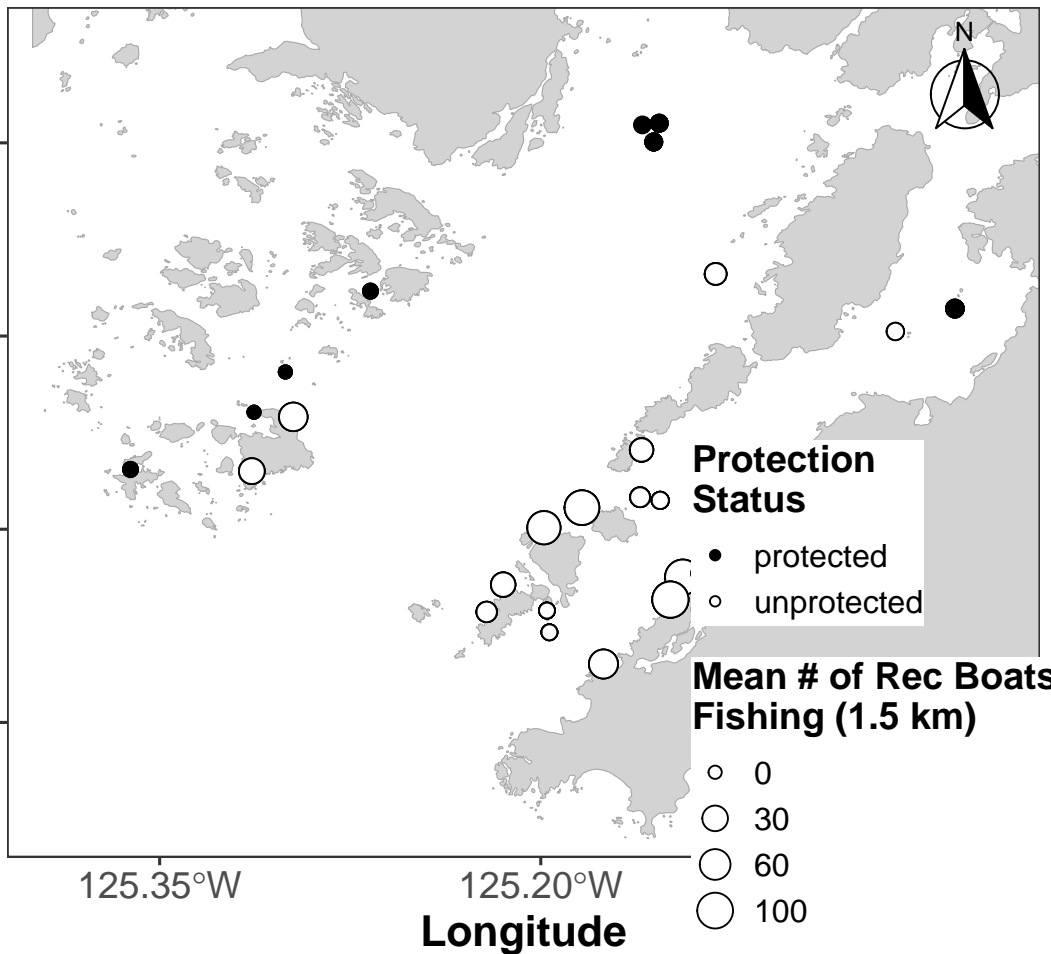 N
Protection
Status
protected
unprotected
Mean # of Rec Boats
Fishing (1.5 km)
0
30
60
100
125.35°W
125.20°W
Longitude